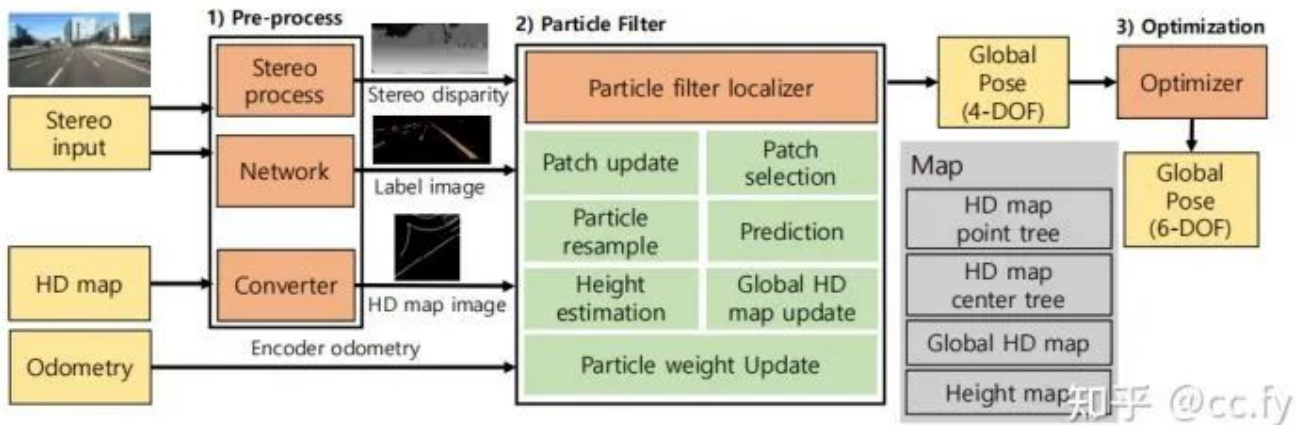 1) Pre-process
2) Particle Filter
3) Optimization
Stereo
input
HD map
Odometry
Stereo
process
Network
Converter
Stereo disparity
Label image
HD map image
Encoder odometry
Particle filter localizer
Patch update
Patch
selection
Particle
resample
Prediction
Height
estimation
Global HD
map update
Particle weight Update
Global
Pose
(4-DOF)
Optimizer
Global
Pose
(6-DOF)
Map
HD map
point tree
HD map
center tree
Global HD map
Height map
知乎 @cc.fy